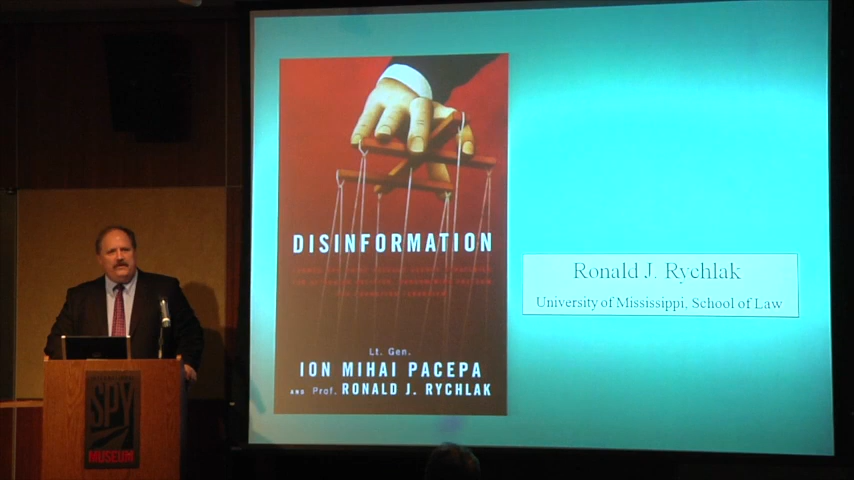 DISINFORMATION
Lt. Gen.
ION MIHAI PACEPA
AND Prof. RONALD J. RYCHLAK
Ronald J. Rychlak
University of Mississippi, School of Law
SPY
MUSEUM